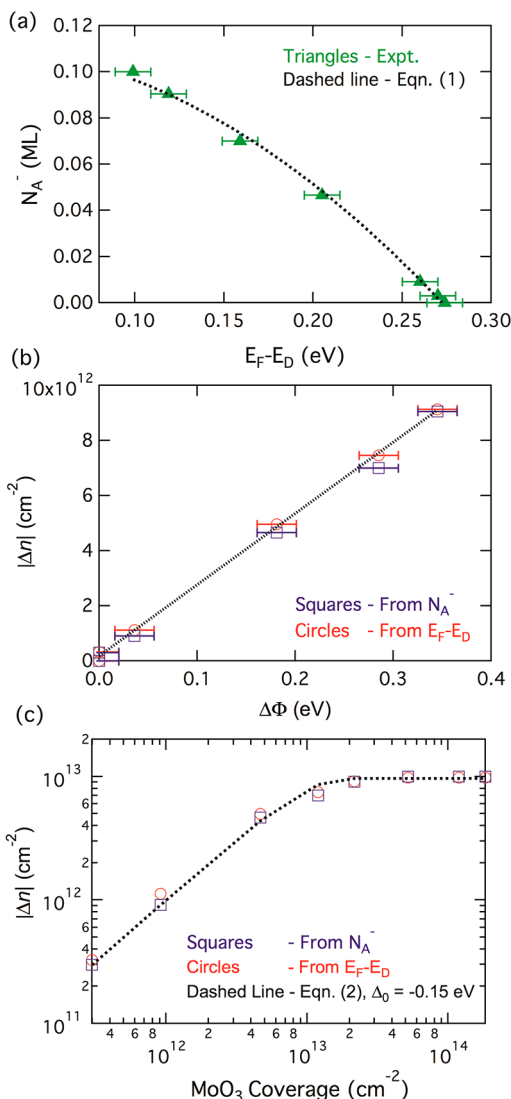 (a)
0.12
0.10
0.08
0.06
0.04
0.02
0.00
N_A^- (ML)
Triangles - Expt.
Dashed line - Eqn. (1)
0.10 0.15 0.20 0.25 0.30
E_F-E_D (eV)
(b)
10x10^12
8
6
4
2
0
|Δn| (cm^-2)
Squares - From N_A^-
Circles - From E_F-E_D
0.0 0.1 0.2 0.3 0.4
ΔΦ (eV)
(c)
2
10^13
6
4
2
10^12
6
4
2
10^11
|Δn| (cm^-2)
Squares - From N_A^-
Circles - From E_F-E_D
Dashed Line - Eqn. (2), Δ_0 = -0.15 eV
4 6 8 10^12 2 4 6 8 10^13 2 4 6 8 10^14
MoO_3 Coverage (cm^-2)